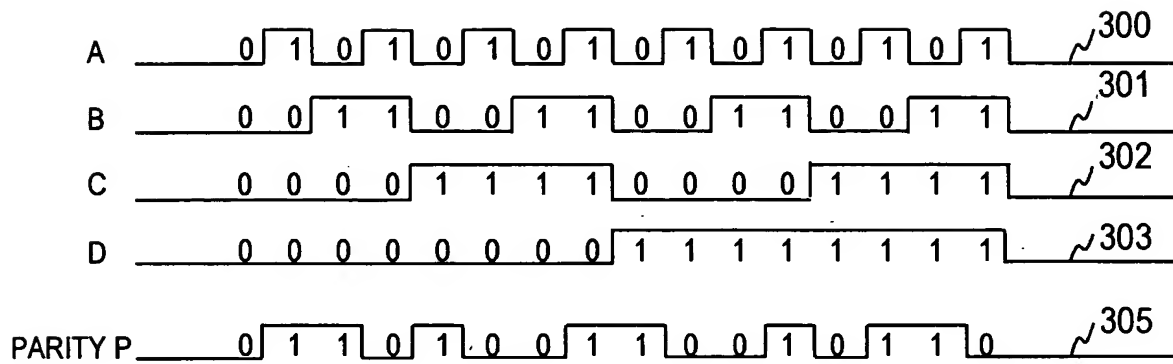 A 0 1 0 1 0 1 0 1 0 1 0 1 0 1 0 1 300
B 0 0 1 1 0 0 1 1 0 0 1 1 0 0 1 1 301
C 0 0 0 0 1 1 1 1 0 0 0 0 1 1 1 1 302
D 0 0 0 0 0 0 0 0 1 1 1 1 1 1 1 1 303
PARITY P 0 1 1 0 1 0 0 1 1 0 0 1 0 1 1 0 305